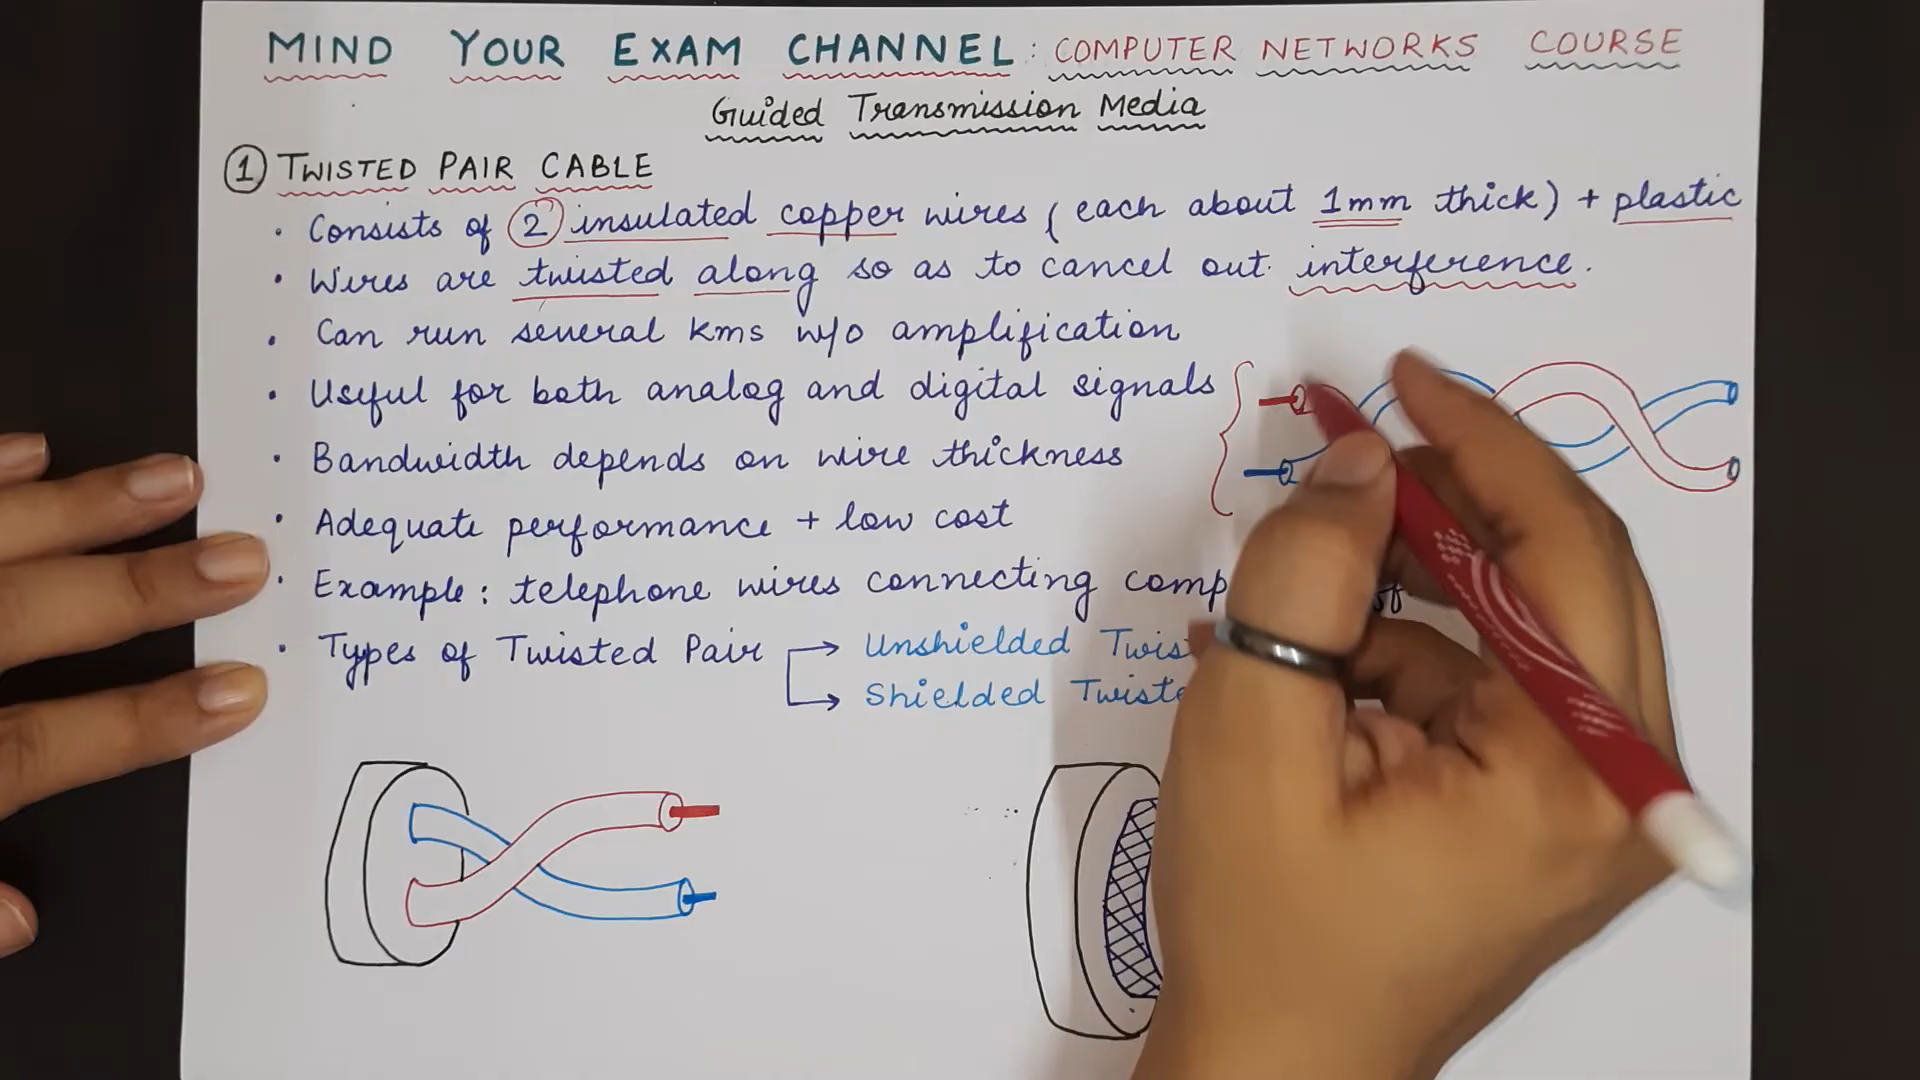 MIND YOUR EXAM CHANNEL: COMPUTER NETWORKS COURSE
Guided Transmission Media
1 TWISTED PAIR CABLE
• Consists of 2 insulated copper wires (each about 1mm thick) + plastic
• Wires are twisted along so as to cancel out interference.
• Can run several kms w/o amplification
• Useful for both analog and digital signals
• Bandwidth depends on wire thickness
• Adequate performance + low cost
• Example: telephone wires connecting comp of
• Types of Twisted Pair → Unshielded Twis
→ Shielded Twiste